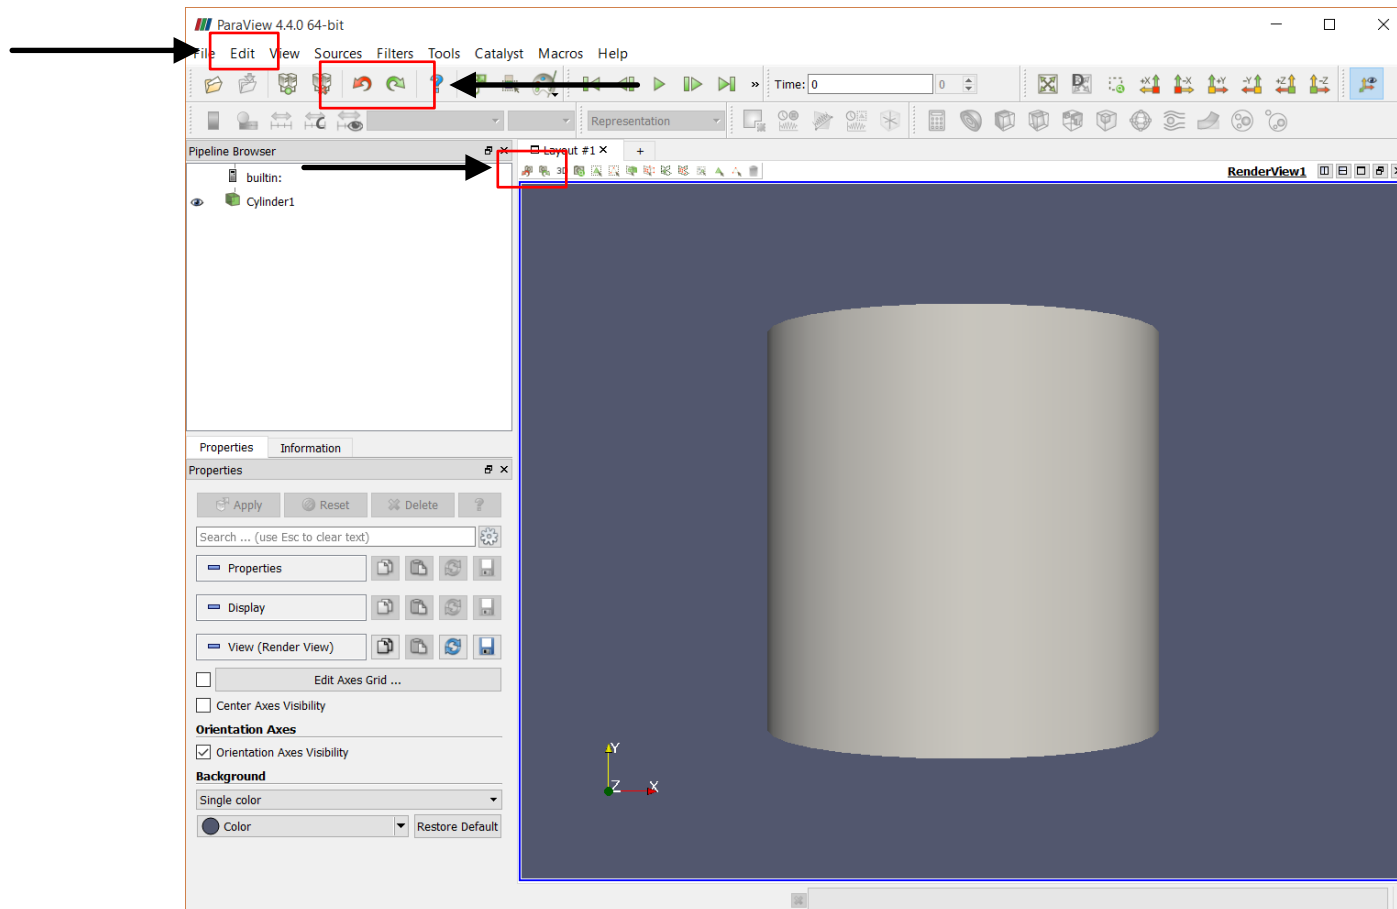 ParaView 4.4.0 64-bit
File Edit View Sources Filters Tools Catalyst Macros Help
? » Time: 0 0 +X -X +Y -Y +Z -Z
Representation
Pipeline Browser
Layout #1 × +
3D
RenderView1
builtin:
Cylinder1
Properties Information
Properties
Apply Reset Delete ?
Search ... (use Esc to clear text)
Properties
Display
View (Render View)
Edit Axes Grid ...
Center Axes Visibility
Orientation Axes
Orientation Axes Visibility
Background
Single color
Color Restore Default
Y
Z X